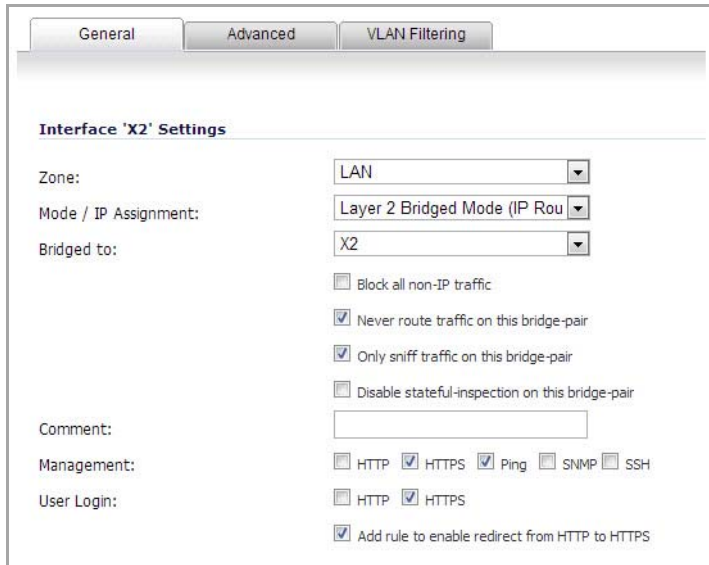 General Advanced VLAN Filtering
Interface 'X2' Settings
Zone: LAN
Mode / IP Assignment: Layer 2 Bridged Mode (IP Rou
Bridged to: X2
Block all non-IP traffic
Never route traffic on this bridge-pair
Only sniff traffic on this bridge-pair
Disable stateful-inspection on this bridge-pair
Comment:
Management: HTTP HTTPS Ping SNMP SSH
User Login: HTTP HTTPS
Add rule to enable redirect from HTTP to HTTPS